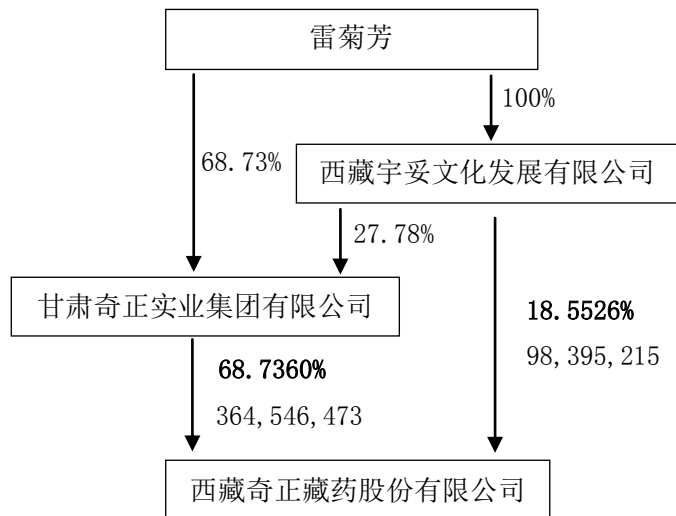 雷菊芳
100%
68.73%
西藏宇妥文化发展有限公司
27.78%
甘肃奇正实业集团有限公司
18.5526%
98,395,215
68.7360%
364,546,473
西藏奇正藏药股份有限公司